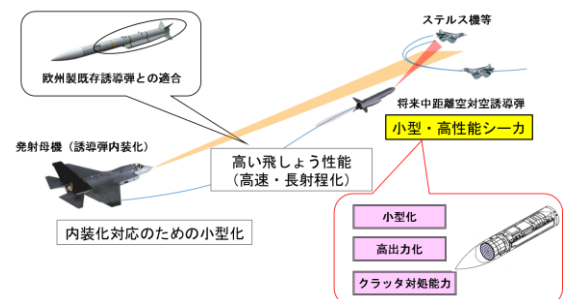 ステルス機等
欧州製既存誘導弾との適合
将来中距離空対空誘導弾
小型・高性能シーカ
発射母機（誘導弾内装化）
高い飛しょう性能
（高速・長射程化）
内装化対応のための小型化
小型化
高出力化
クラッタ対処能力